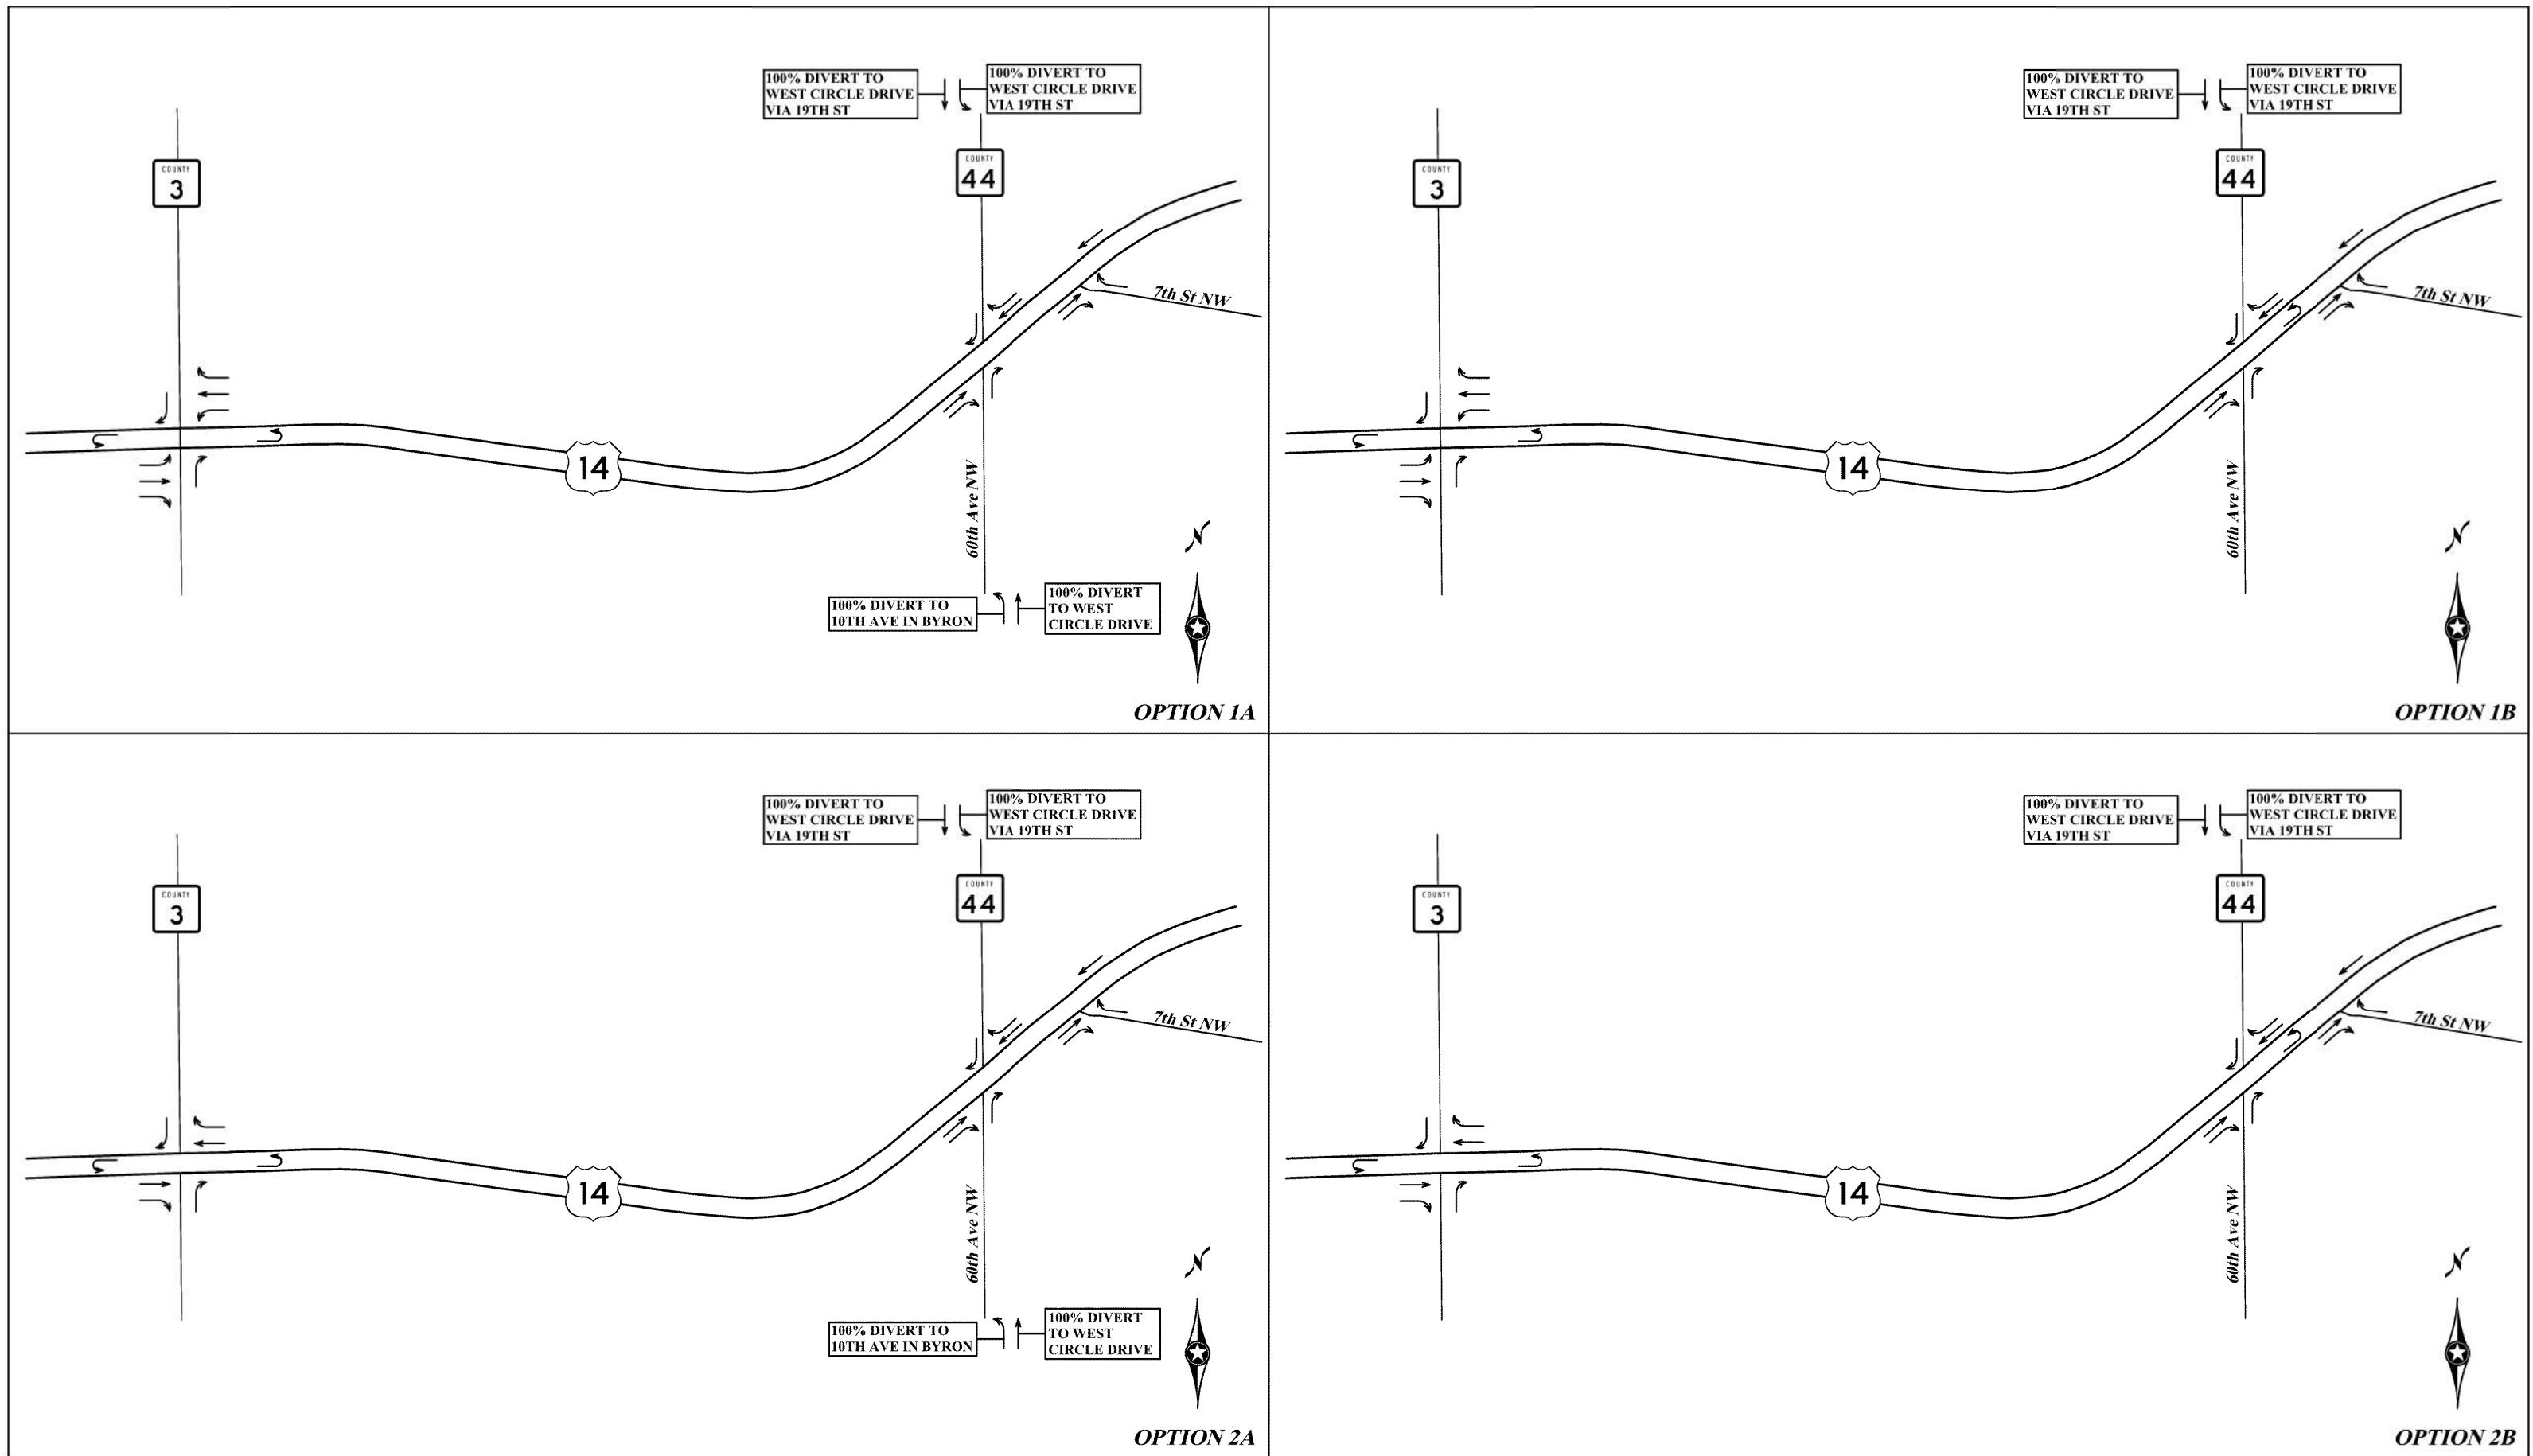 100% DIVERT TO
WEST CIRCLE DRIVE
VIA 19TH ST
100% DIVERT TO
WEST CIRCLE DRIVE
VIA 19TH ST
COUNTY
3
COUNTY
44
7th St NW
14
60th Ave NW
N
100% DIVERT TO
10TH AVE IN BYRON
100% DIVERT
TO WEST
CIRCLE DRIVE
OPTION 1A
100% DIVERT TO
WEST CIRCLE DRIVE
VIA 19TH ST
100% DIVERT TO
WEST CIRCLE DRIVE
VIA 19TH ST
COUNTY
3
COUNTY
44
7th St NW
14
60th Ave NW
N
OPTION 1B
100% DIVERT TO
WEST CIRCLE DRIVE
VIA 19TH ST
100% DIVERT TO
WEST CIRCLE DRIVE
VIA 19TH ST
COUNTY
3
COUNTY
44
7th St NW
14
60th Ave NW
N
100% DIVERT TO
10TH AVE IN BYRON
100% DIVERT
TO WEST
CIRCLE DRIVE
OPTION 2A
100% DIVERT TO
WEST CIRCLE DRIVE
VIA 19TH ST
100% DIVERT TO
WEST CIRCLE DRIVE
VIA 19TH ST
COUNTY
3
COUNTY
44
7th St NW
14
60th Ave NW
N
OPTION 2B